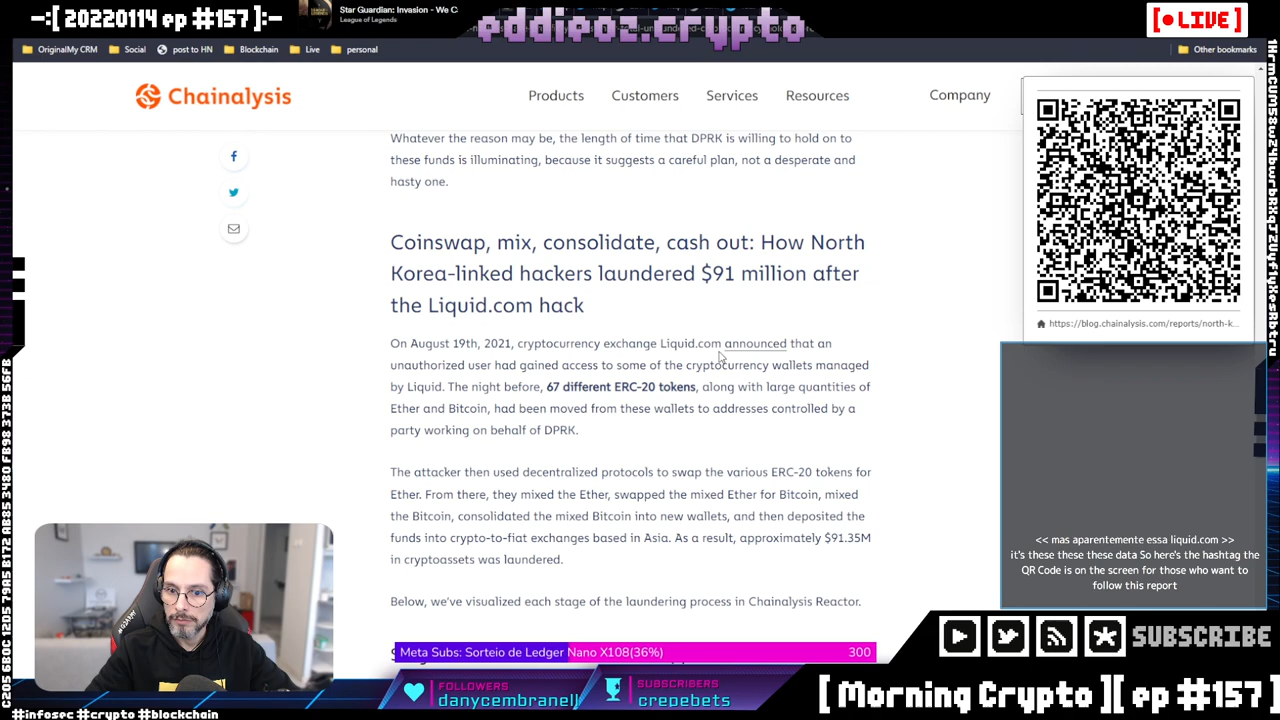 -:[ 20220114 ep #157]:-
Star Guardian: Invasion - We C
League of Legends
eddieoz.crypto
[● LIVE]
OriginalMy CRM
Social
post to HN
Blockchain
Live
personal
Other bookmarks
Chainalysis
Products
Customers
Services
Resources
Company
Whatever the reason may be, the length of time that DPRK is willing to hold on to
these funds is illuminating, because it suggests a careful plan, not a desperate and
hasty one.
Coinswap, mix, consolidate, cash out: How North
Korea-linked hackers laundered $91 million after
the Liquid.com hack
On August 19th, 2021, cryptocurrency exchange Liquid.com announced that an
unauthorized user had gained access to some of the cryptocurrency wallets managed
by Liquid. The night before, 67 different ERC-20 tokens, along with large quantities of
Ether and Bitcoin, had been moved from these wallets to addresses controlled by a
party working on behalf of DPRK.
The attacker then used decentralized protocols to swap the various ERC-20 tokens for
Ether. From there, they mixed the Ether, swapped the mixed Ether for Bitcoin, mixed
the Bitcoin, consolidated the mixed Bitcoin into new wallets, and then deposited the
funds into crypto-to-fiat exchanges based in Asia. As a result, approximately $91.35M
in cryptoassets was laundered.
Below, we've visualized each stage of the laundering process in Chainalysis Reactor.
https://blog.chainalysis.com/reports/north-k...
<< mas aparentemente essa liquid.com >>
it's these these these data So here's the hashtag the
QR Code is on the screen for those who want to
follow this report
Meta Subs: Sorteio de Ledger Nano X108(36%)
300
FOLLOWERS
danycembranell
SUBSCRIBERS
crepebets
SUBSCRIBE
[ Morning Crypto ][ ep #157 ]
#infosec #crypto #blockchain
C205 5B0C 12D5 79A5 B172 AB85 3480 FB98 373B 56FB